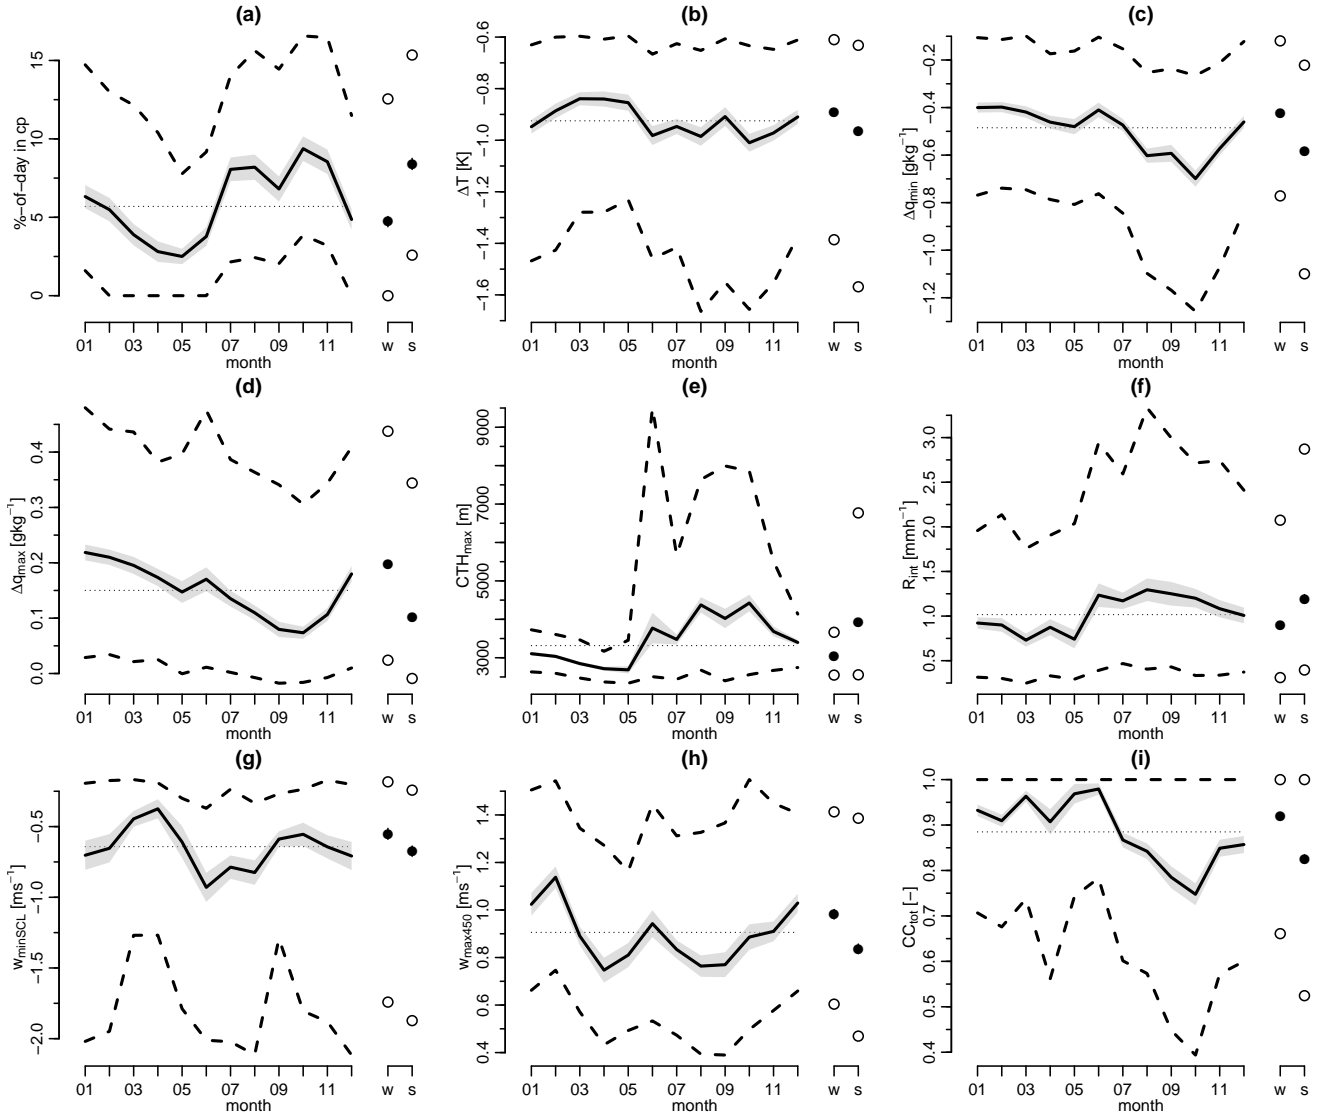 (a)
%-of-day in cp
0 5 10 15
01 03 05 07 09 11 w s
month
(b)
ΔT [K]
−1.6 −1.4 −1.2 −1.0 −0.8 −0.6
01 03 05 07 09 11 w s
month
(c)
Δqmin [gkg−1]
−1.2 −1.0 −0.8 −0.6 −0.4 −0.2
01 03 05 07 09 11 w s
month
(d)
Δqmax [gkg−1]
0.0 0.1 0.2 0.3 0.4
01 03 05 07 09 11 w s
month
(e)
CTHmax [m]
3000 5000 7000 9000
01 03 05 07 09 11 w s
month
(f)
Rint [mmh−1]
0.5 1.0 1.5 2.0 2.5 3.0
01 03 05 07 09 11 w s
month
(g)
wminSCL [ms−1]
−2.0 −1.5 −1.0 −0.5
01 03 05 07 09 11 w s
month
(h)
wmax450 [ms−1]
0.4 0.6 0.8 1.0 1.2 1.4
01 03 05 07 09 11 w s
month
(i)
CCtot [−]
0.4 0.5 0.6 0.7 0.8 0.9 1.0
01 03 05 07 09 11 w s
month